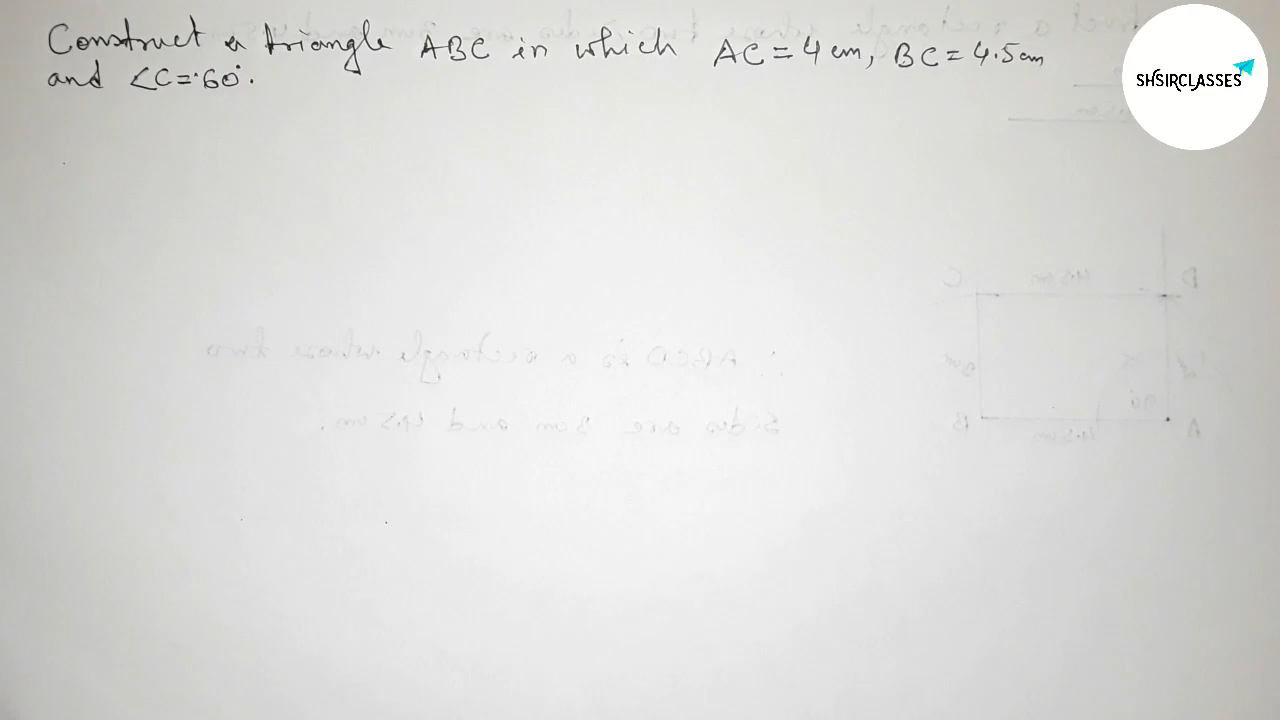 Construct a triangle ABC in which AC = 4 cm, BC = 4.5 cm
and ∠C = 60°.
SHSIRCLASSES